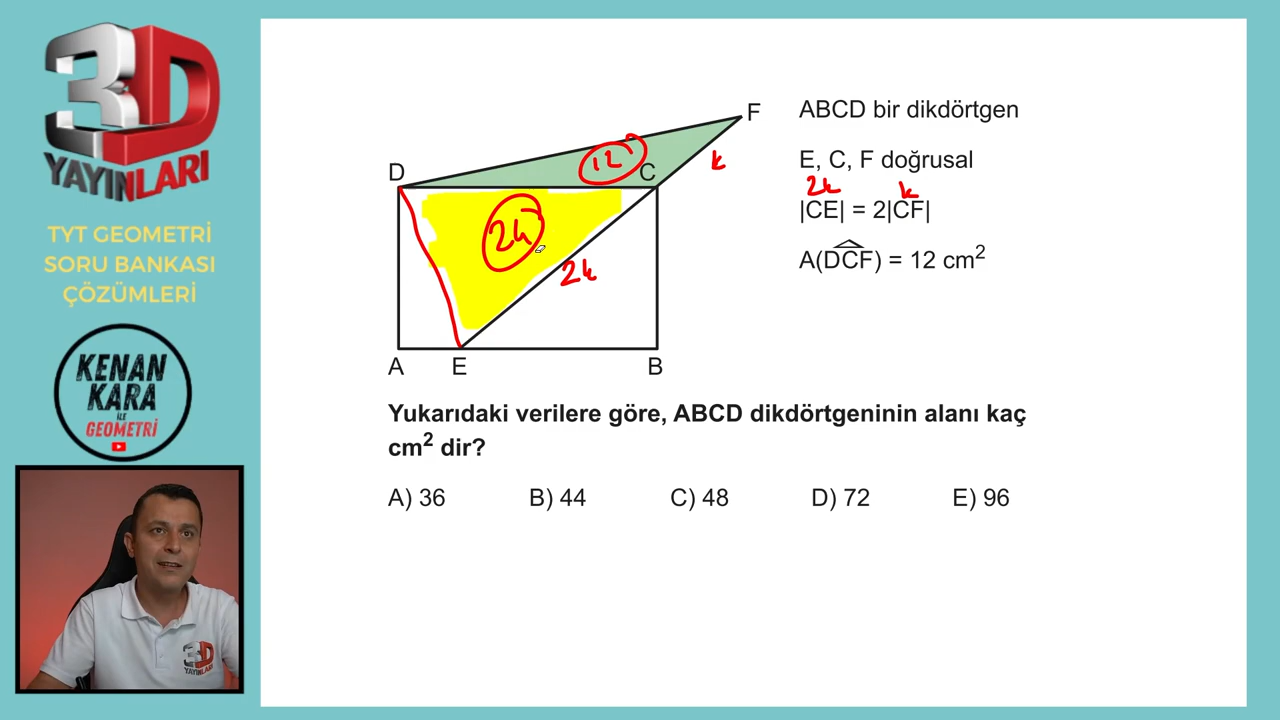 3D
YAYINLARI
TYT GEOMETRİ
SORU BANKASI
ÇÖZÜMLERİ
KENAN
KARA
İLE
GEOMETRİ
3D
YAYINLARI
F
D
C
12
k
24
2k
A
E
B
ABCD bir dikdörtgen
E, C, F doğrusal
2k k
|CE| = 2|CF|
A(DCF) = 12 cm²
Yukarıdaki verilere göre, ABCD dikdörtgeninin alanı kaç
cm² dir?
A) 36 B) 44 C) 48 D) 72 E) 96